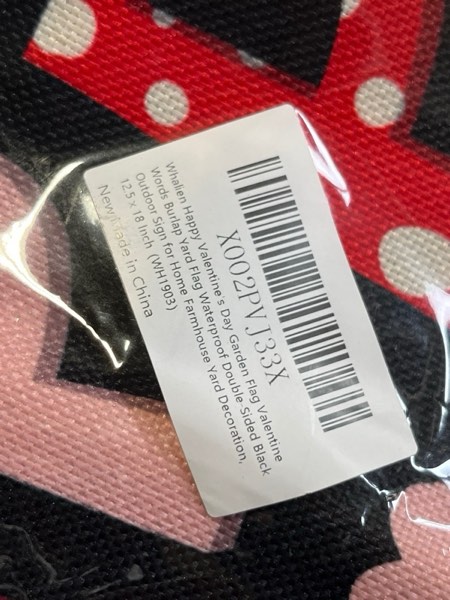 X002PVJ33X
Whalien Happy Valentine's Day Garden Flag Valentine
Words Burlap Yard Flag Waterproof Double Sided Black
Outdoor Sign for Home Farmhouse Yard Decoration,
12.5 x 18 Inch (WH1903)
New Made in China